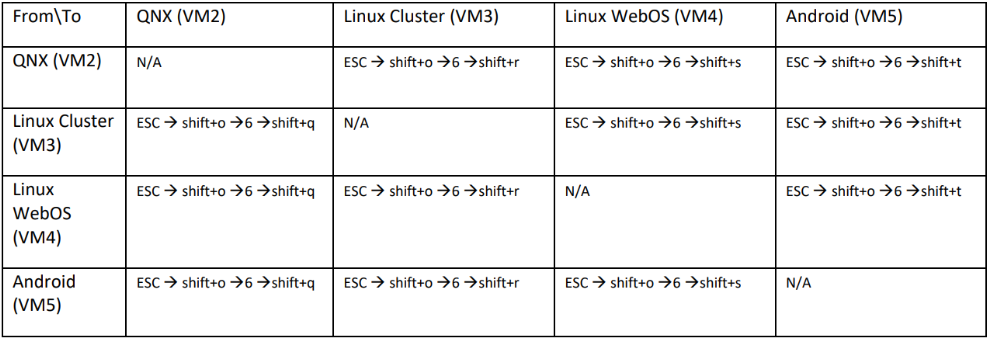 From\To QNX (VM2) Linux Cluster (VM3) Linux WebOS (VM4) Android (VM5)
QNX (VM2) N/A ESC → shift+o →6 →shift+r ESC → shift+o →6 →shift+s ESC → shift+o →6 →shift+t
Linux Cluster ESC → shift+o →6 →shift+q N/A ESC → shift+o →6 →shift+s ESC → shift+o →6 →shift+t
(VM3)
Linux ESC → shift+o →6 →shift+q ESC → shift+o →6 →shift+r N/A ESC → shift+o →6 →shift+t
WebOS
(VM4)
Android ESC → shift+o →6 →shift+q ESC → shift+o →6 →shift+r ESC → shift+o →6 →shift+s N/A
(VM5)